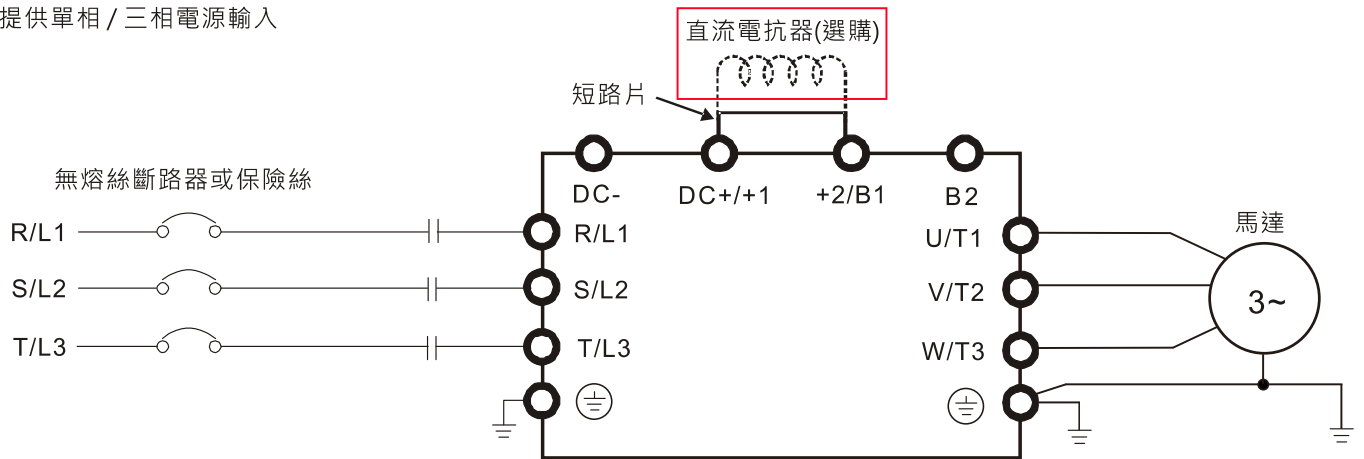 提供單相 / 三相電源輸入
直流電抗器(選購)
短路片
無熔絲斷路器或保險絲
DC-
DC+/+1
+2/B1
B2
R/L1
R/L1
U/T1
馬達
S/L2
S/L2
V/T2
3~
T/L3
T/L3
W/T3